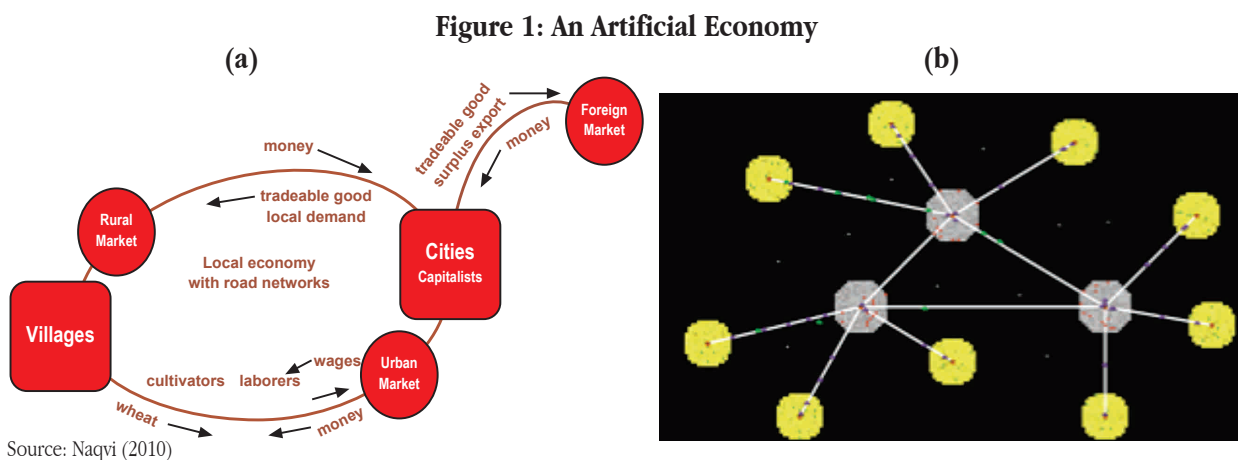 Figure 1: An Artificial Economy
(a)
(b)
tradeable good
surplus export
money
Foreign
Market
money
tradeable good
local demand
Rural
Market
Cities
Capitalists
Local economy
with road networks
Villages
wages
Urban
Market
cultivators laborers
wheat
money
Source: Naqvi (2010)